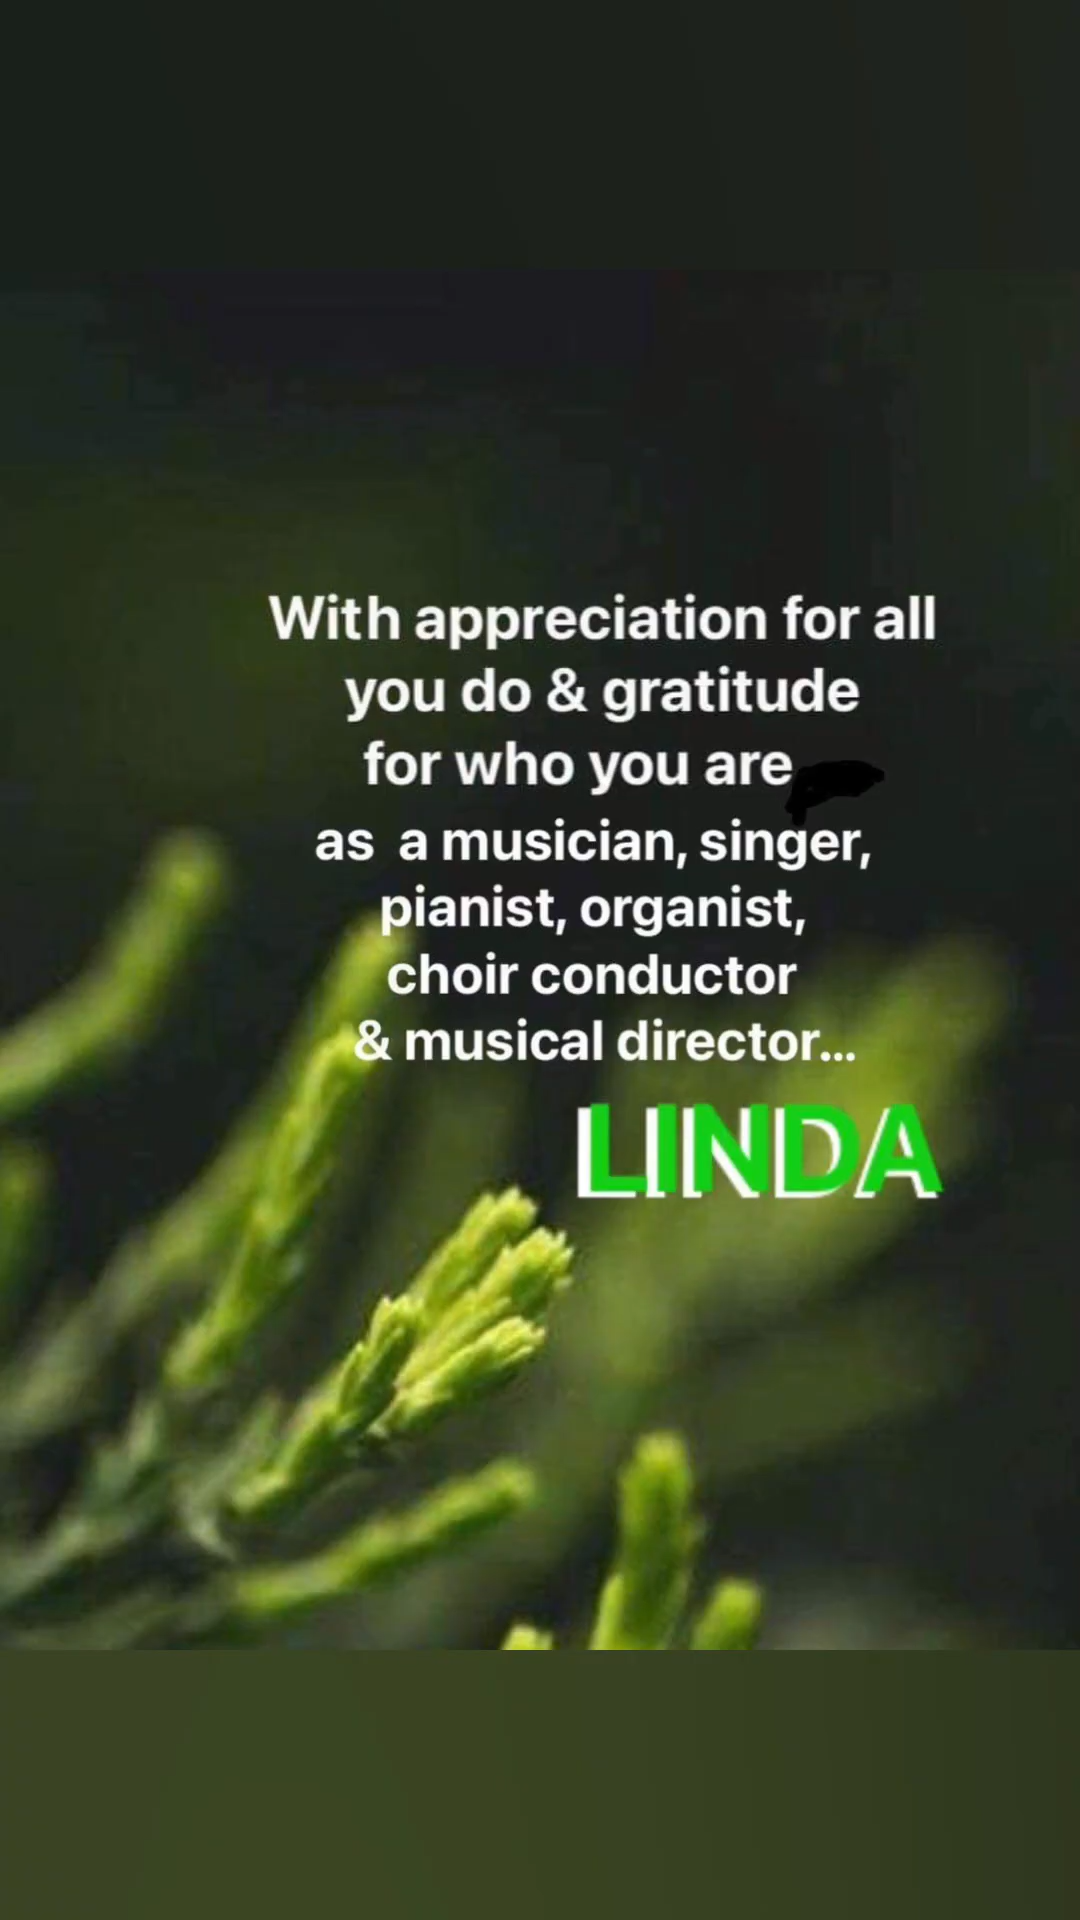 With appreciation for all
you do & gratitude
for who you are
as a musician, singer,
pianist, organist,
choir conductor
& musical director...
LINDA